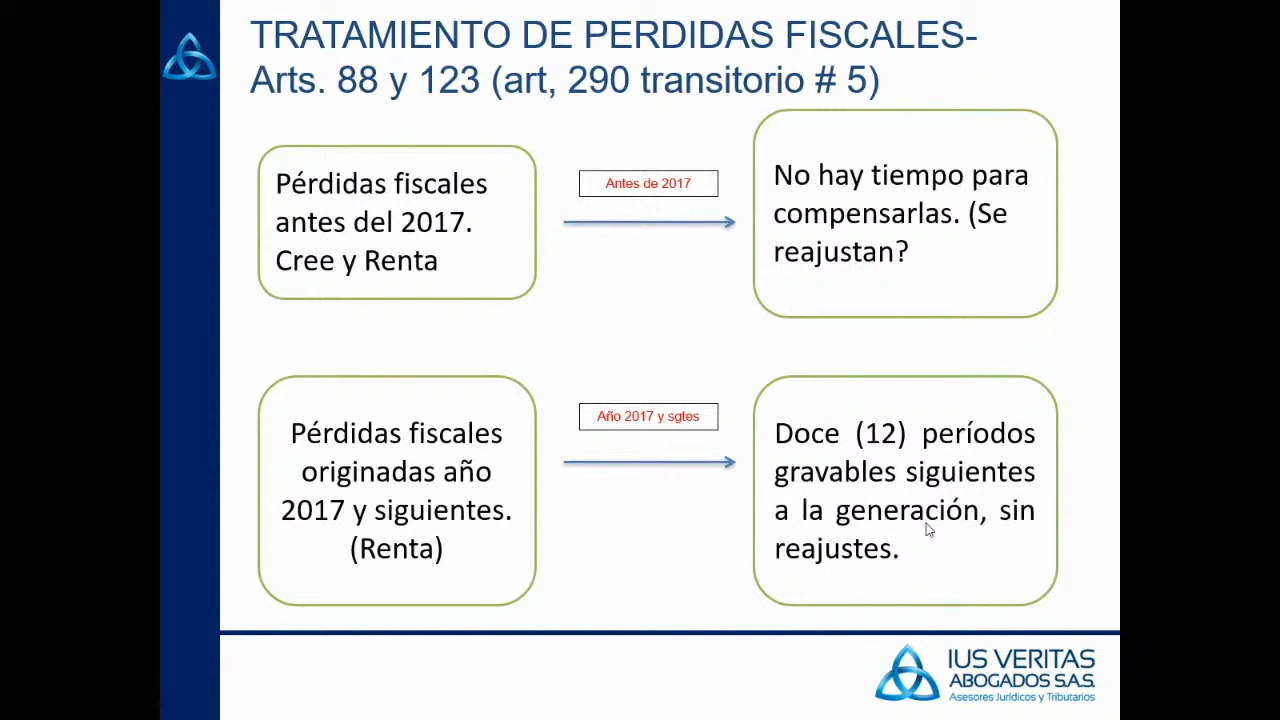 TRATAMIENTO DE PERDIDAS FISCALES-
Arts. 88 y 123 (art, 290 transitorio # 5)
Pérdidas fiscales
antes del 2017.
Cree y Renta
Antes de 2017
No hay tiempo para
compensarlas. (Se
reajustan?
Pérdidas fiscales
originadas año
2017 y siguientes.
(Renta)
Año 2017 y sgtes
Doce (12) períodos
gravables siguientes
a la generación, sin
reajustes.
IUS VERITAS
ABOGADOS S.A.S.
Asesores Jurídicos y Tributarios